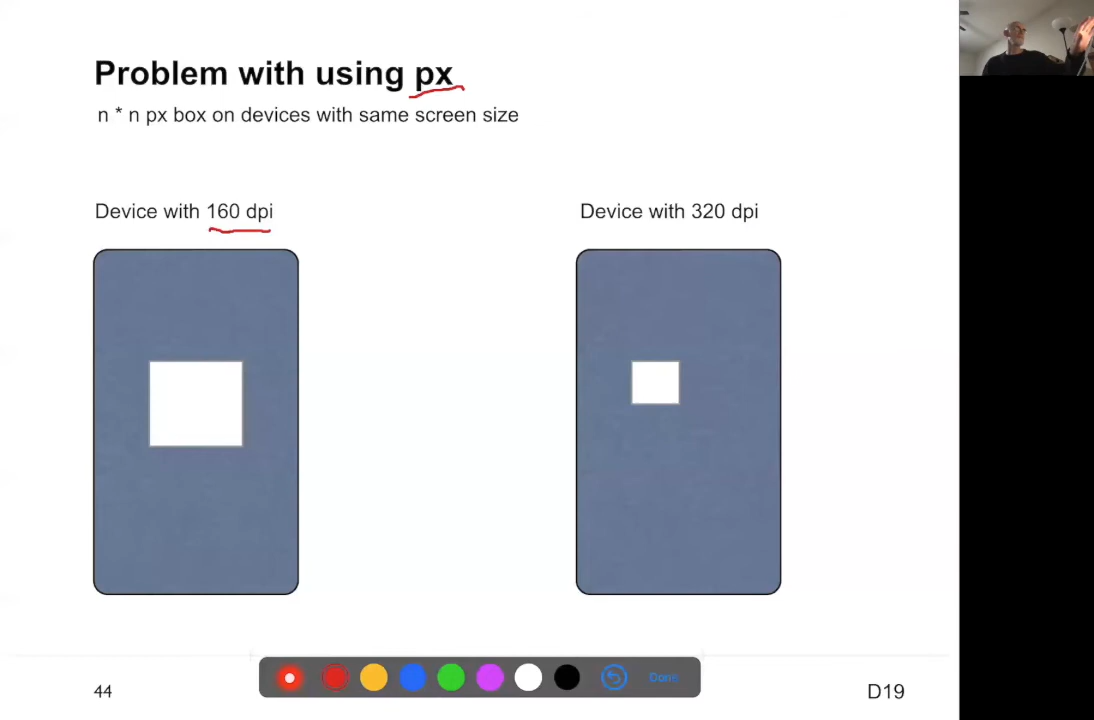 Problem with using px
n * n px box on devices with same screen size
Device with 160 dpi
Device with 320 dpi
Done
44
D19